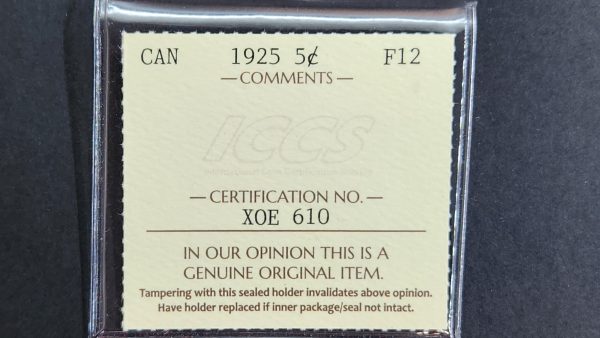 CAN 1925 5¢ F12
— COMMENTS —
ICCS
— CERTIFICATION NO. —
XOE 610
IN OUR OPINION THIS IS A
GENUINE ORIGINAL ITEM.
Tampering with this sealed holder invalidates above opinion.
Have holder replaced if inner package/seal not intact.